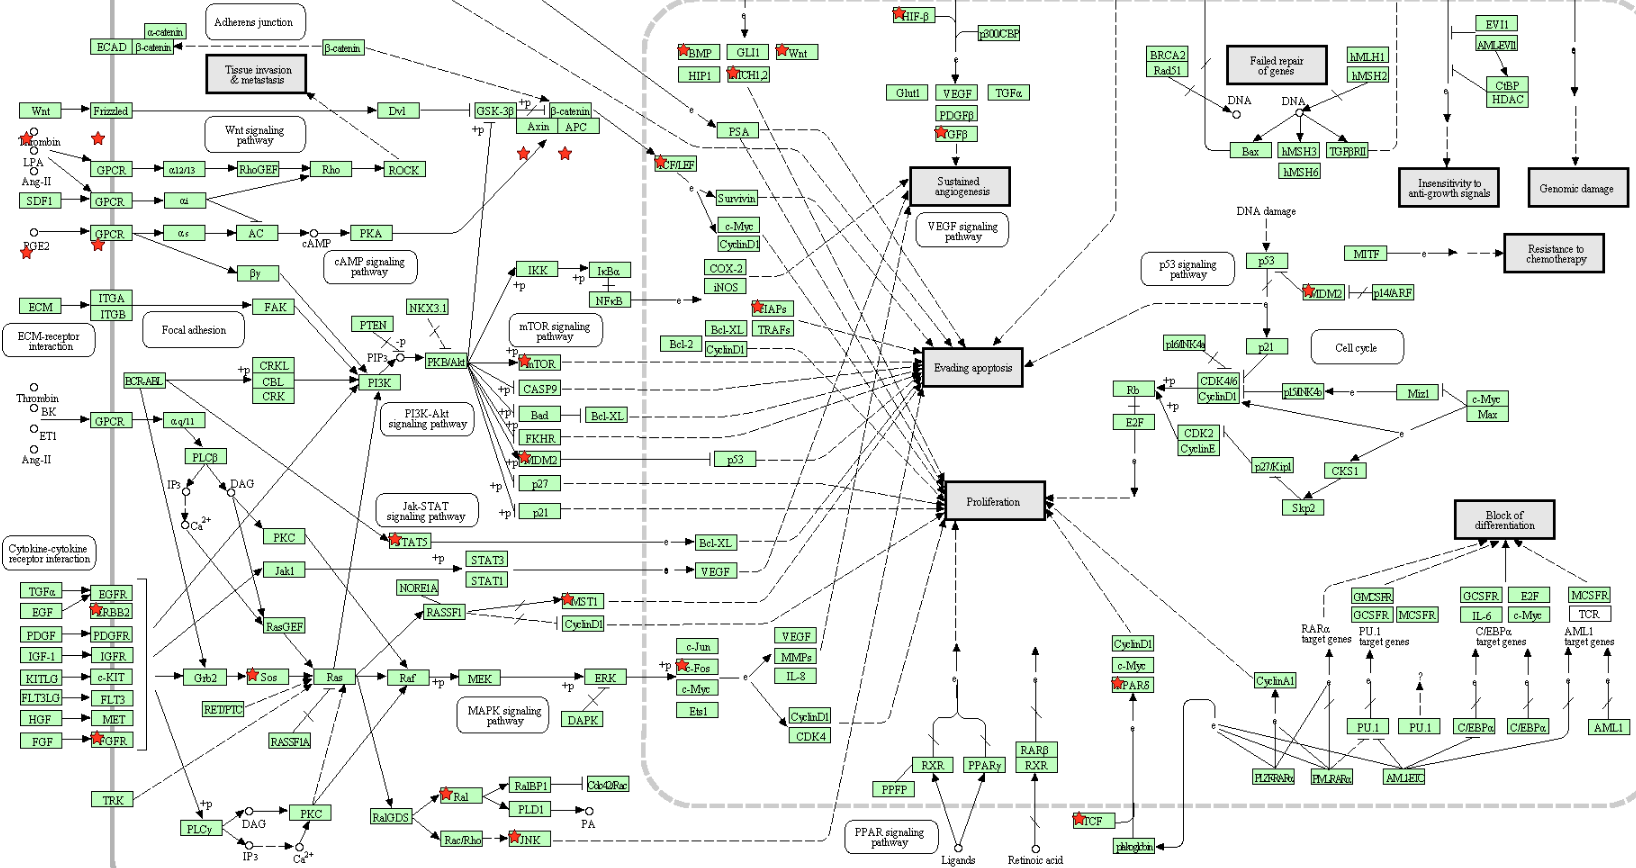 Adherens junction
α-catenin
ECAD
β-catenin
β-catenin
Tissue invasion
& metastasis
Wnt
Frizzled
Dvl
GSK-3β
+p
β-catenin
Axin
APC
+p
Wnt signaling
pathway
Thrombin
LPA
Ang-II
GPCR
α12/13
RhoGEF
Rho
ROCK
SDF1
GPCR
αi
PGE2
GPCR
αs
AC
cAMP
PKA
cAMP signaling
pathway
βγ
ECM
ITGA
ITGB
FAK
ECM-receptor
interaction
Focal adhesion
PTEN
NKX3.1
PIP3
-p
PKB/Akt
BCR-ABL
+p
CRKL
CBL
CRK
PI3K
PI3K-Akt
signaling pathway
Thrombin
BK
ET1
Ang-II
GPCR
αq/11
PLCβ
IP3
DAG
Ca2+
PKC
Jak-STAT
signaling pathway
IKK
+p
+p
IκBα
NFκB
e
mTOR signaling
pathway
+p
mTOR
+p
CASP9
+p
Bad
Bcl-XL
+p
FKHR
+p
MDM2
p53
+p
p27
+p
p21
STAT5
e
Bcl-XL
Jak1
+p
STAT3
STAT1
e
VEGF
Cytokine-cytokine
receptor interaction
TGFα
EGFR
EGF
ERBB2
PDGF
PDGFR
IGF-1
IGFR
KITLG
c-KIT
FLT3LG
FLT3
HGF
MET
FGF
FGFR
TRK
NORE1A
RASSF1
MST1
CyclinD1
RasGEF
Grb2
Sos
Ras
Raf
MEK
+p
ERK
+p
DAPK
RET/PTC
RASSF1A
MAPK signaling
pathway
+p
PLCγ
DAG
IP3
Ca2+
PKC
RalGDS
Ral
RalBP1
Cdc42/Rac
PLD1
PA
Rac/Rho
JNK
c-Jun
c-Fos
c-Myc
Ets1
e
VEGF
MMPs
IL-8
CyclinD1
CDK4
e
BMP
GLI1
Wnt
HIP1
PTCH1,2
e
PSA
TCF/LEF
e
Survivin
c-Myc
CyclinD1
COX-2
iNOS
cIAPs
Bcl-XL
TRAFs
Bcl-2
CyclinD1
HIF-β
p300/CBP
e
Glut1
VEGF
TGFα
PDGFβ
TGFβ
Sustained
angiogenesis
VEGF signaling
pathway
Evading apoptosis
Proliferation
BRCA2
Rad51
DNA
Failed repair
of genes
hMLH1
hMSH2
DNA
Bax
hMSH3
TGFβRII
hMSH6
EVI1
AML-EVI1
CtBP
HDAC
e
e
Insensitivity to
anti-growth signals
Genomic damage
DNA damage
p53 signaling
pathway
p53
e
MDM2
p14/ARF
e
MITF
e
Resistance to
chemotherapy
p21
Cell cycle
p16/INK4a
Rb
+p
+p
CDK4/6
CyclinD1
p15/INK4b
e
Miz1
c-Myc
Max
E2F
CDK2
CyclinE
e
p27/Kip1
CKS1
Skp2
e
Block of
differentiation
GM-CSFR
GCSFR
MCSFR
GCSFR
E2F
MCSFR
IL-6
c-Myc
TCR
RARα
target genes
PU.1
target genes
C/EBPα
target genes
AML1
target genes
CyclinD1
c-Myc
PPARδ
CyclinA1
?
e
e
e
e
e
e
e
PU.1
PU.1
C/EBPα
C/EBPα
AML1
e
e
e
e
RXR
PPARγ
RARβ
RXR
PPFP
PLZF-RARα
PML-RARα
AML1-ETO
PPAR signaling
pathway
Ligands
Retinoic acid
TCF